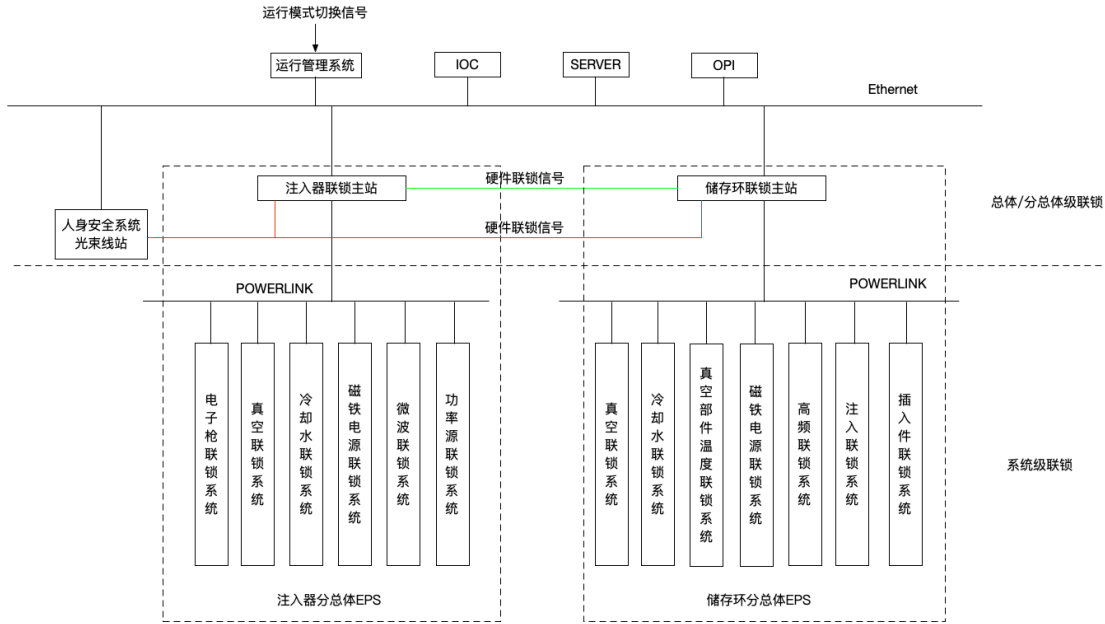 运行模式切换信号
运行管理系统
IOC
SERVER
OPI
Ethernet
注入器联锁主站
硬件联锁信号
储存环联锁主站
总体/分总体级联锁
人身安全系统
光束线站
硬件联锁信号
POWERLINK
POWERLINK
电子枪联锁系统
真空联锁系统
冷却水联锁系统
磁铁电源联锁系统
微波联锁系统
功率源联锁系统
真空联锁系统
冷却水联锁系统
真空部件温度联锁系统
磁铁电源联锁系统
高频联锁系统
注入联锁系统
插入件联锁系统
系统级联锁
注入器分总体EPS
储存环分总体EPS